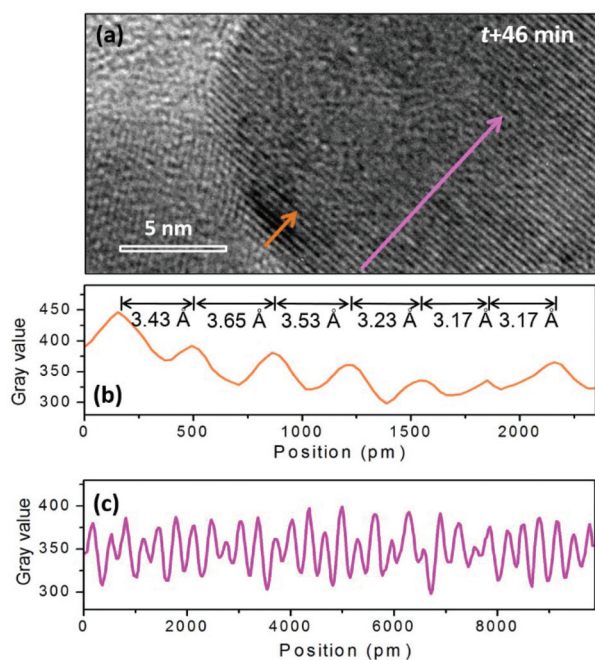 (a)
t+46 min
5 nm
3.43 Å 3.65 Å 3.53 Å 3.23 Å 3.17 Å 3.17 Å
450
400
350
300
Gray value
(b)
0 500 1000 1500 2000
Position (pm)
(c)
400
350
300
Gray value
0 2000 4000 6000 8000
Position (pm)